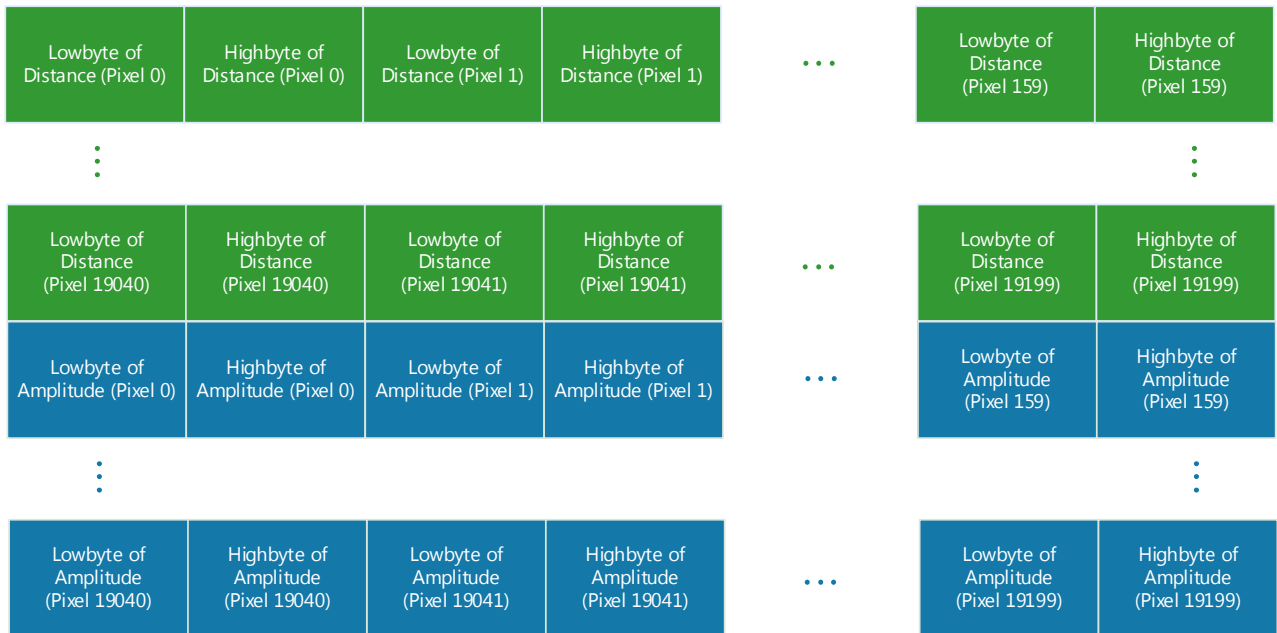 Lowbyte of
Distance (Pixel 0)
Highbyte of
Distance (Pixel 0)
Lowbyte of
Distance (Pixel 1)
Highbyte of
Distance (Pixel 1)
...
Lowbyte of
Distance
(Pixel 159)
Highbyte of
Distance
(Pixel 159)
Lowbyte of
Distance
(Pixel 19040)
Highbyte of
Distance
(Pixel 19040)
Lowbyte of
Distance
(Pixel 19041)
Highbyte of
Distance
(Pixel 19041)
...
Lowbyte of
Distance
(Pixel 19199)
Highbyte of
Distance
(Pixel 19199)
Lowbyte of
Amplitude (Pixel 0)
Highbyte of
Amplitude (Pixel 0)
Lowbyte of
Amplitude (Pixel 1)
Highbyte of
Amplitude (Pixel 1)
...
Lowbyte of
Amplitude
(Pixel 159)
Highbyte of
Amplitude
(Pixel 159)
Lowbyte of
Amplitude
(Pixel 19040)
Highbyte of
Amplitude
(Pixel 19040)
Lowbyte of
Amplitude
(Pixel 19041)
Highbyte of
Amplitude
(Pixel 19041)
...
Lowbyte of
Amplitude
(Pixel 19199)
Highbyte of
Amplitude
(Pixel 19199)